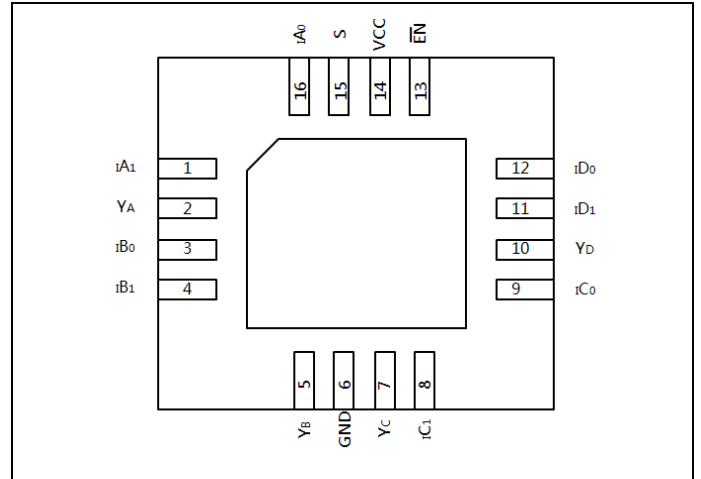 IA0 S VCC E̅N̅
16 15 14 13
IA1 1 12 ID0
YA 2 11 ID1
IB0 3 10 YD
IB1 4 9 IC0
5 6 7 8
YB GND YC IC1